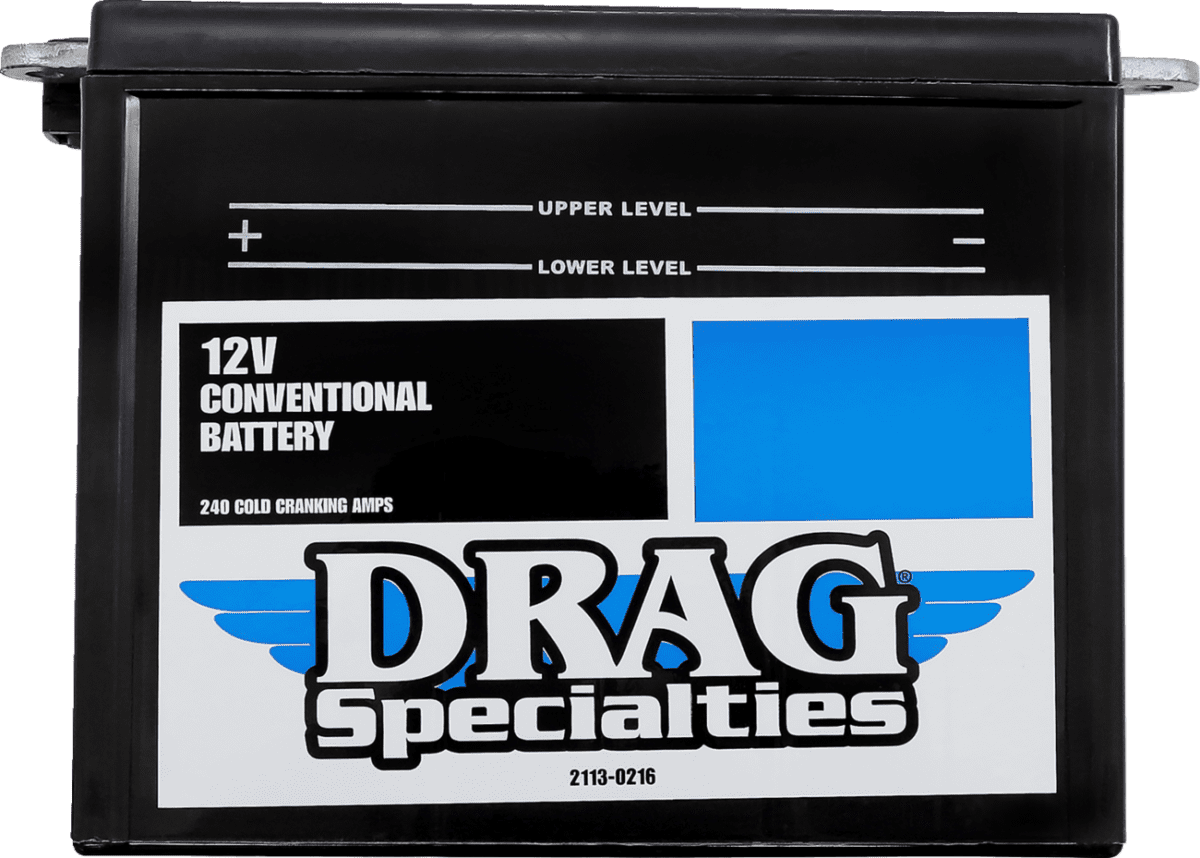 UPPER LEVEL
+ −
LOWER LEVEL
12V
CONVENTIONAL
BATTERY
240 COLD CRANKING AMPS
DRAG®
Specialties
2113-0216